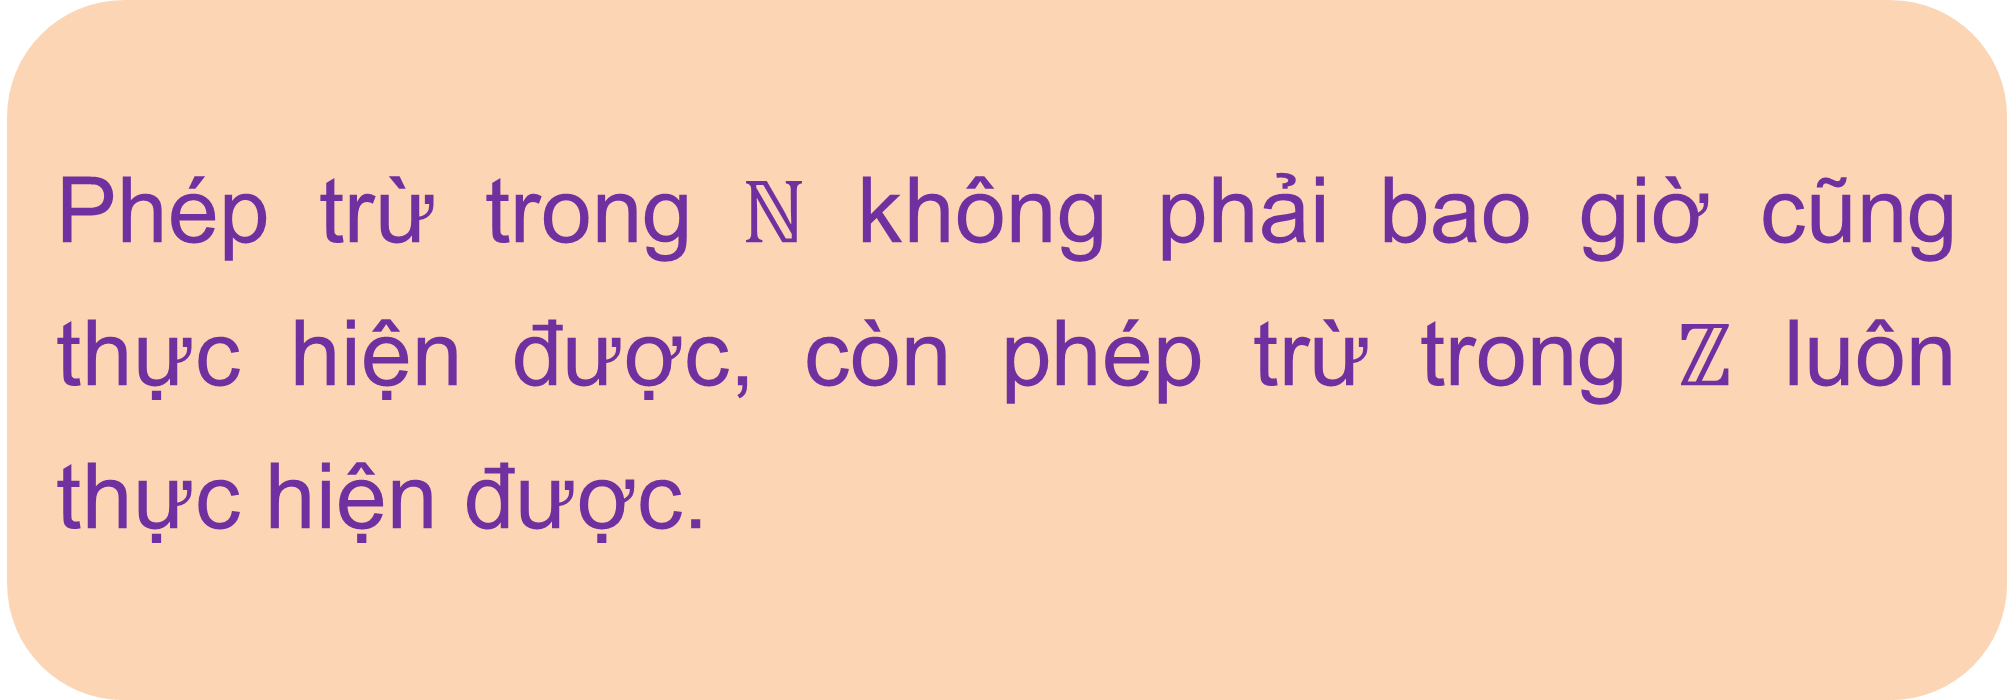 Phép trừ trong ℕ không phải bao giờ cũng
thực hiện được, còn phép trừ trong ℤ luôn
thực hiện được.